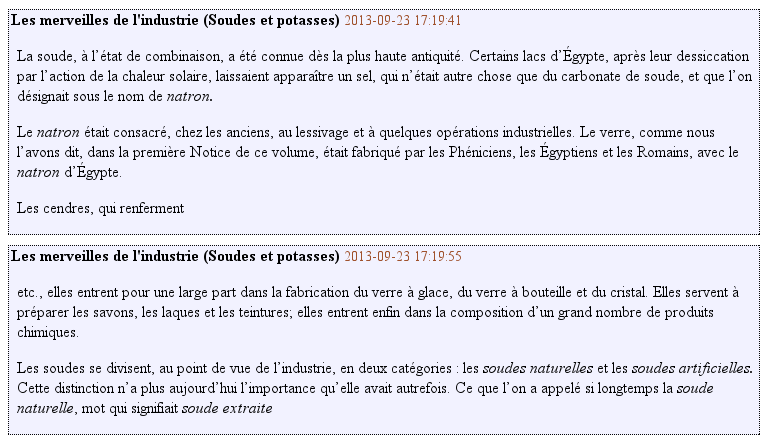 Les merveilles de l'industrie (Soudes et potasses) 2013-09-23 17:19:41
La soude, à l’état de combinaison, a été connue dès la plus haute antiquité. Certains lacs d’Égypte, après leur dessiccation
par l’action de la chaleur solaire, laissaient apparaître un sel, qui n’était autre chose que du carbonate de soude, et que l’on
désignait sous le nom de natron.
Le natron était consacré, chez les anciens, au lessivage et à quelques opérations industrielles. Le verre, comme nous
l’avons dit, dans la première Notice de ce volume, était fabriqué par les Phéniciens, les Égyptiens et les Romains, avec le
natron d’Égypte.
Les cendres, qui renferment
Les merveilles de l'industrie (Soudes et potasses) 2013-09-23 17:19:55
etc., elles entrent pour une large part dans la fabrication du verre à glace, du verre à bouteille et du cristal. Elles servent à
préparer les savons, les laques et les teintures; elles entrent enfin dans la composition d’un grand nombre de produits
chimiques.
Les soudes se divisent, au point de vue de l’industrie, en deux catégories : les soudes naturelles et les soudes artificielles.
Cette distinction n’a plus aujourd’hui l’importance qu’elle avait autrefois. Ce que l’on a appelé si longtemps la soude
naturelle, mot qui signifiait soude extraite